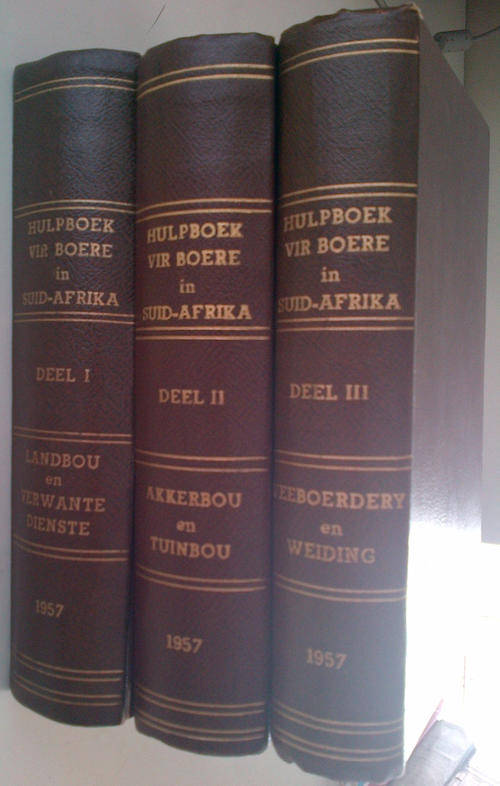 HULPBOEK
VIR BOERE
in
SUID-AFRIKA
DEEL I
LANDBOU
en
VERWANTE
DIENSTE
1957
HULPBOEK
VIR BOERE
in
SUID-AFRIKA
DEEL II
AKKERBOU
en
TUINBOU
1957
HULPBOEK
VIR BOERE
in
SUID-AFRIKA
DEEL III
VEEBOERDERY
en
WEIDING
1957